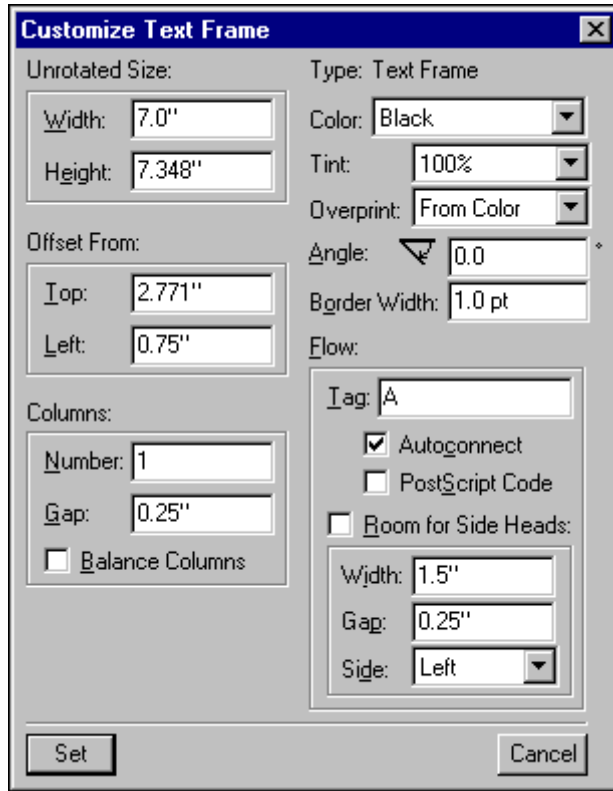 Customize Text Frame
Unrotated Size:
Width: 7.0"
Height: 7.348"
Offset From:
Top: 2.771"
Left: 0.75"
Columns:
Number: 1
Gap: 0.25"
Balance Columns
Type: Text Frame
Color: Black
Tint: 100%
Overprint: From Color
Angle: 0.0 °
Border Width: 1.0 pt
Flow:
Tag: A
Autoconnect
PostScript Code
Room for Side Heads:
Width: 1.5"
Gap: 0.25"
Side: Left
Set
Cancel